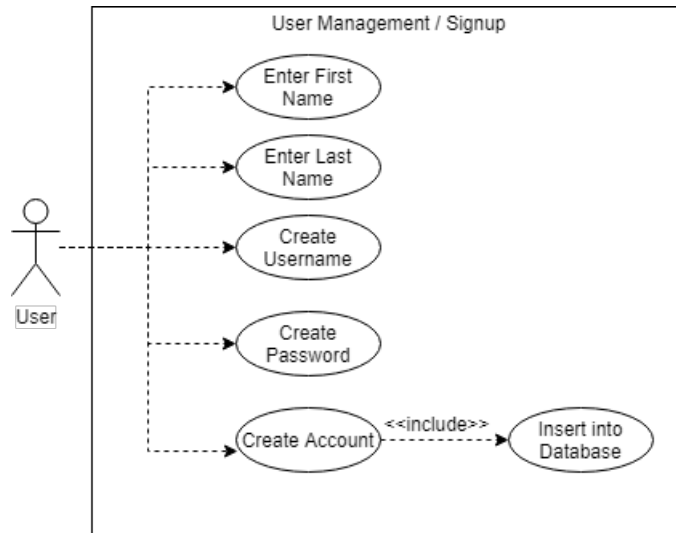 User Management / Signup
Enter First
Name
Enter Last
Name
Create
Username
User
Create
Password
Create Account
<<include>>
Insert into
Database